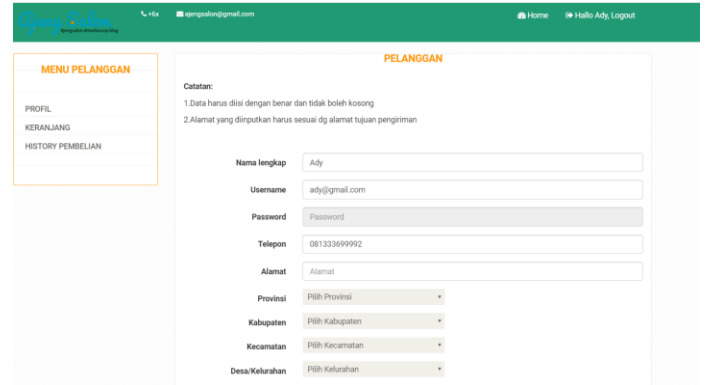 Ajeng Salon
+6x
ajengsalon@gmail.com
Home
Hallo Ady, Logout
MENU PELANGGAN
PROFIL
KERANJANG
HISTORY PEMBELIAN
PELANGGAN
Catatan:
1.Data harus diisi dengan benar dan tidak boleh kosong
2.Alamat yang diinputkan harus sesuai dg alamat tujuan pengiriman
Nama lengkap Ady
Username ady@gmail.com
Password Password
Telepon 081333699992
Alamat Alamat
Provinsi Pilih Provinsi
Kabupaten Pilih Kabupaten
Kecamatan Pilih Kecamatan
Desa/Kelurahan Pilih Kelurahan